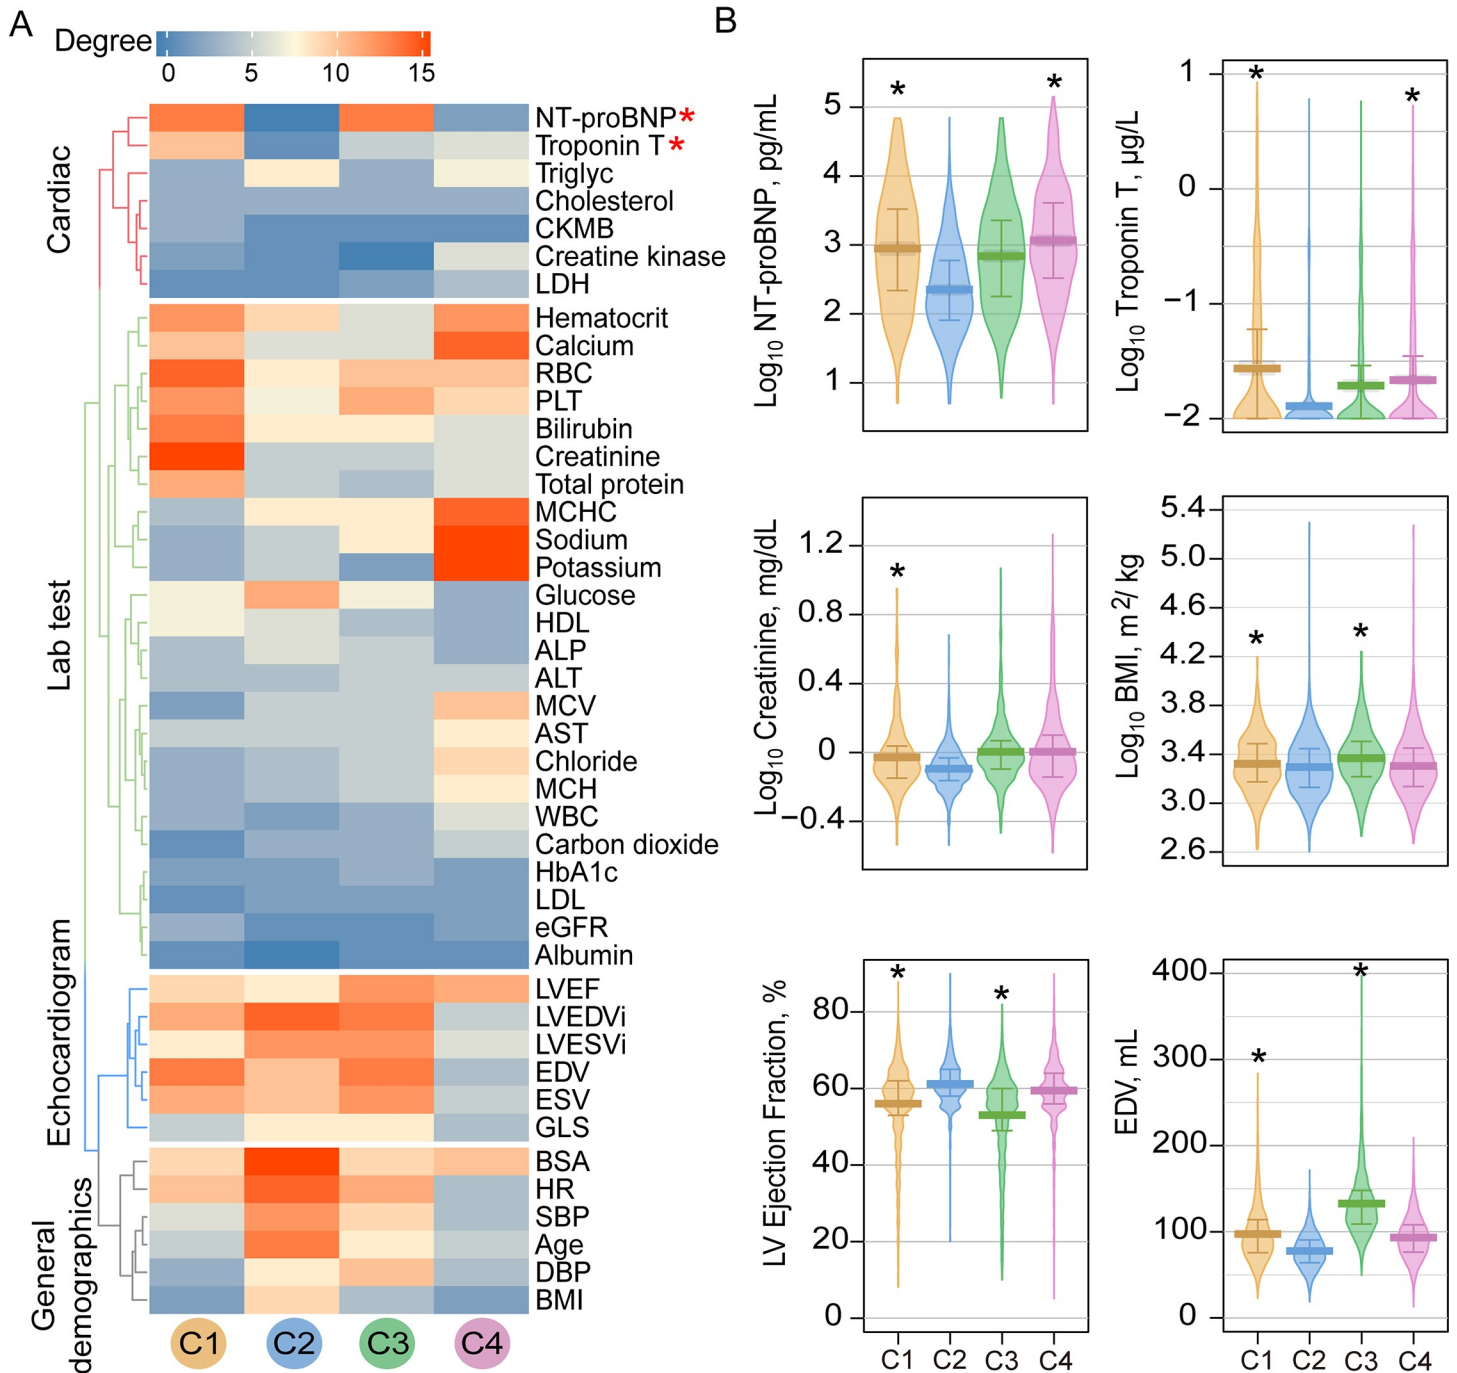 A
Degree
0 5 10 15
Cardiac
NT-proBNP*
Troponin T*
Triglyc
Cholesterol
CKMB
Creatine kinase
LDH
Lab test
Hematocrit
Calcium
RBC
PLT
Bilirubin
Creatinine
Total protein
MCHC
Sodium
Potassium
Glucose
HDL
ALP
ALT
MCV
AST
Chloride
MCH
WBC
Carbon dioxide
HbA1c
LDL
eGFR
Albumin
Echocardiogram
LVEF
LVEDVi
LVESVi
EDV
ESV
GLS
General
demographics
BSA
HR
SBP
Age
DBP
BMI
C1 C2 C3 C4
B
Log10 NT-proBNP, pg/mL
5
4
3
2
1
* *
Log10 Troponin T, µg/L
1
0
−1
−2
* *
Log10 Creatinine, mg/dL
1.2
0.8
0.4
0
−0.4
*
Log10 BMI, m2/ kg
5.4
5.0
4.6
4.2
3.8
3.4
3.0
2.6
* *
LV Ejection Fraction, %
80
60
40
20
0
* *
C1 C2 C3 C4
EDV, mL
400
300
200
100
0
* *
C1 C2 C3 C4